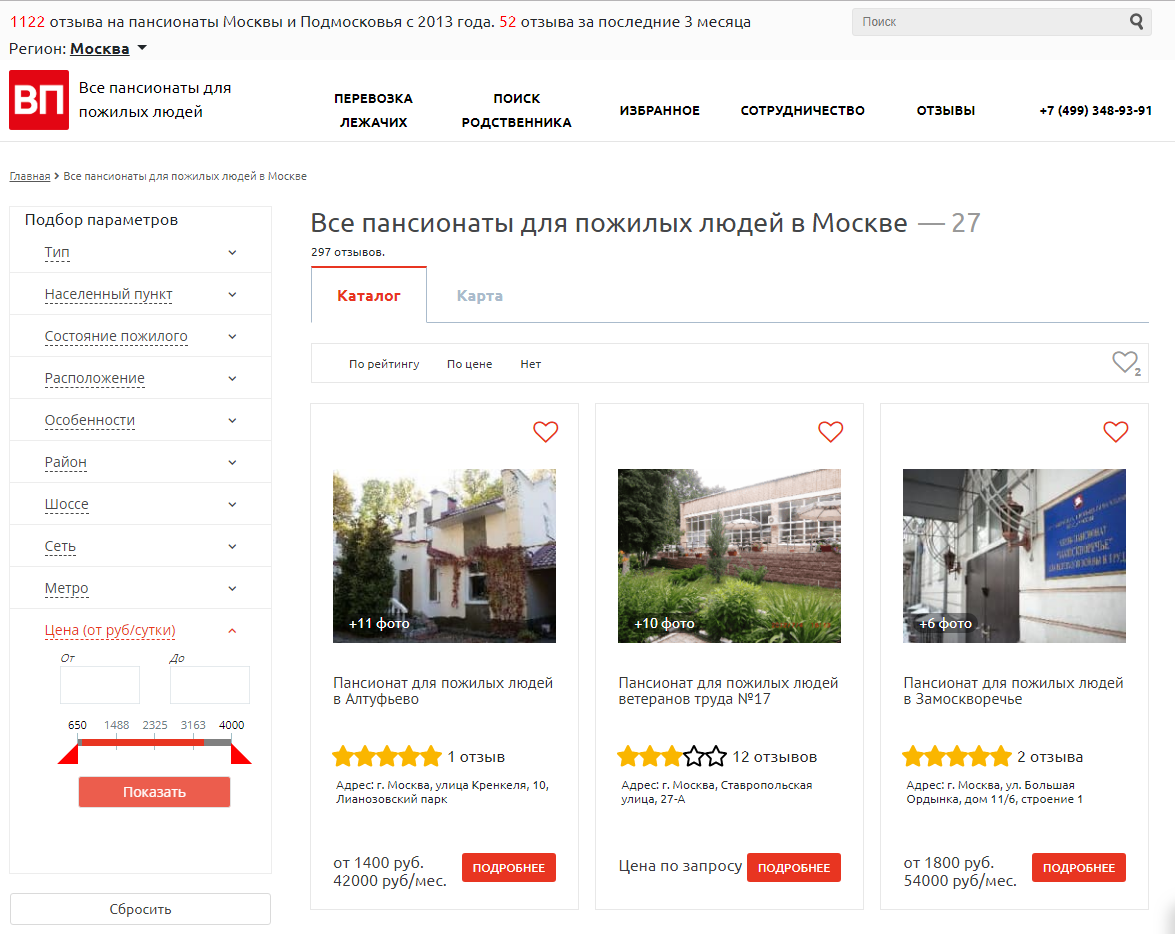 1122 отзыва на пансионаты Москвы и Подмосковья с 2013 года. 52 отзыва за последние 3 месяца
Поиск
Регион: Москва
ВП
Все пансионаты для
пожилых людей
ПЕРЕВОЗКА
ЛЕЖАЧИХ
ПОИСК
РОДСТВЕННИКА
ИЗБРАННОЕ
СОТРУДНИЧЕСТВО
ОТЗЫВЫ
+7 (499) 348-93-91
Главная > Все пансионаты для пожилых людей в Москве
Подбор параметров
Тип
Населенный пункт
Состояние пожилого
Расположение
Особенности
Район
Шоссе
Сеть
Метро
Цена (от руб/сутки)
От До
650 1488 2325 3163 4000
Показать
Сбросить
Все пансионаты для пожилых людей в Москве — 27
297 отзывов.
Каталог Карта
По рейтингу По цене Нет
2
+11 фото
Пансионат для пожилых людей
в Алтуфьево
1 отзыв
Адрес: г. Москва, улица Кренкеля, 10,
Лианозовский парк
от 1400 руб.
42000 руб/мес.
ПОДРОБНЕЕ
+10 фото
Пансионат для пожилых людей
ветеранов труда №17
12 отзывов
Адрес: г. Москва, Ставропольская
улица, 27-А
Цена по запросу
ПОДРОБНЕЕ
ПАНСИОНАТ
"ЗАМОСКВОРЕЧЬЕ"
+6 фото
Пансионат для пожилых людей
в Замоскворечье
2 отзыва
Адрес: г. Москва, ул. Большая
Ордынка, дом 11/6, строение 1
от 1800 руб.
54000 руб/мес.
ПОДРОБНЕЕ